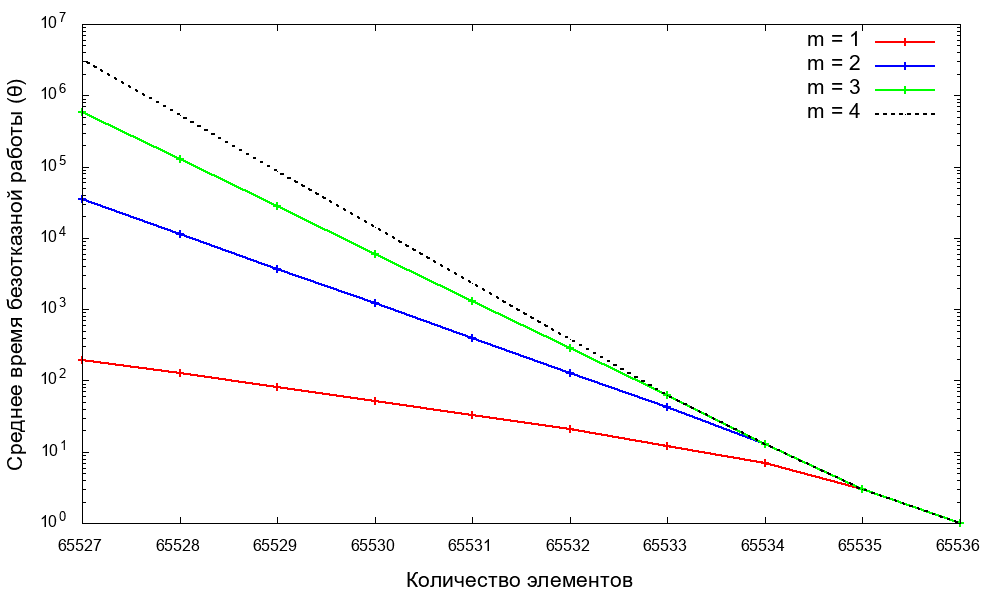 10^7
10^6
10^5
10^4
10^3
10^2
10^1
10^0
Среднее время безотказной работы (θ)
m = 1
m = 2
m = 3
m = 4
65527 65528 65529 65530 65531 65532 65533 65534 65535 65536
Количество элементов